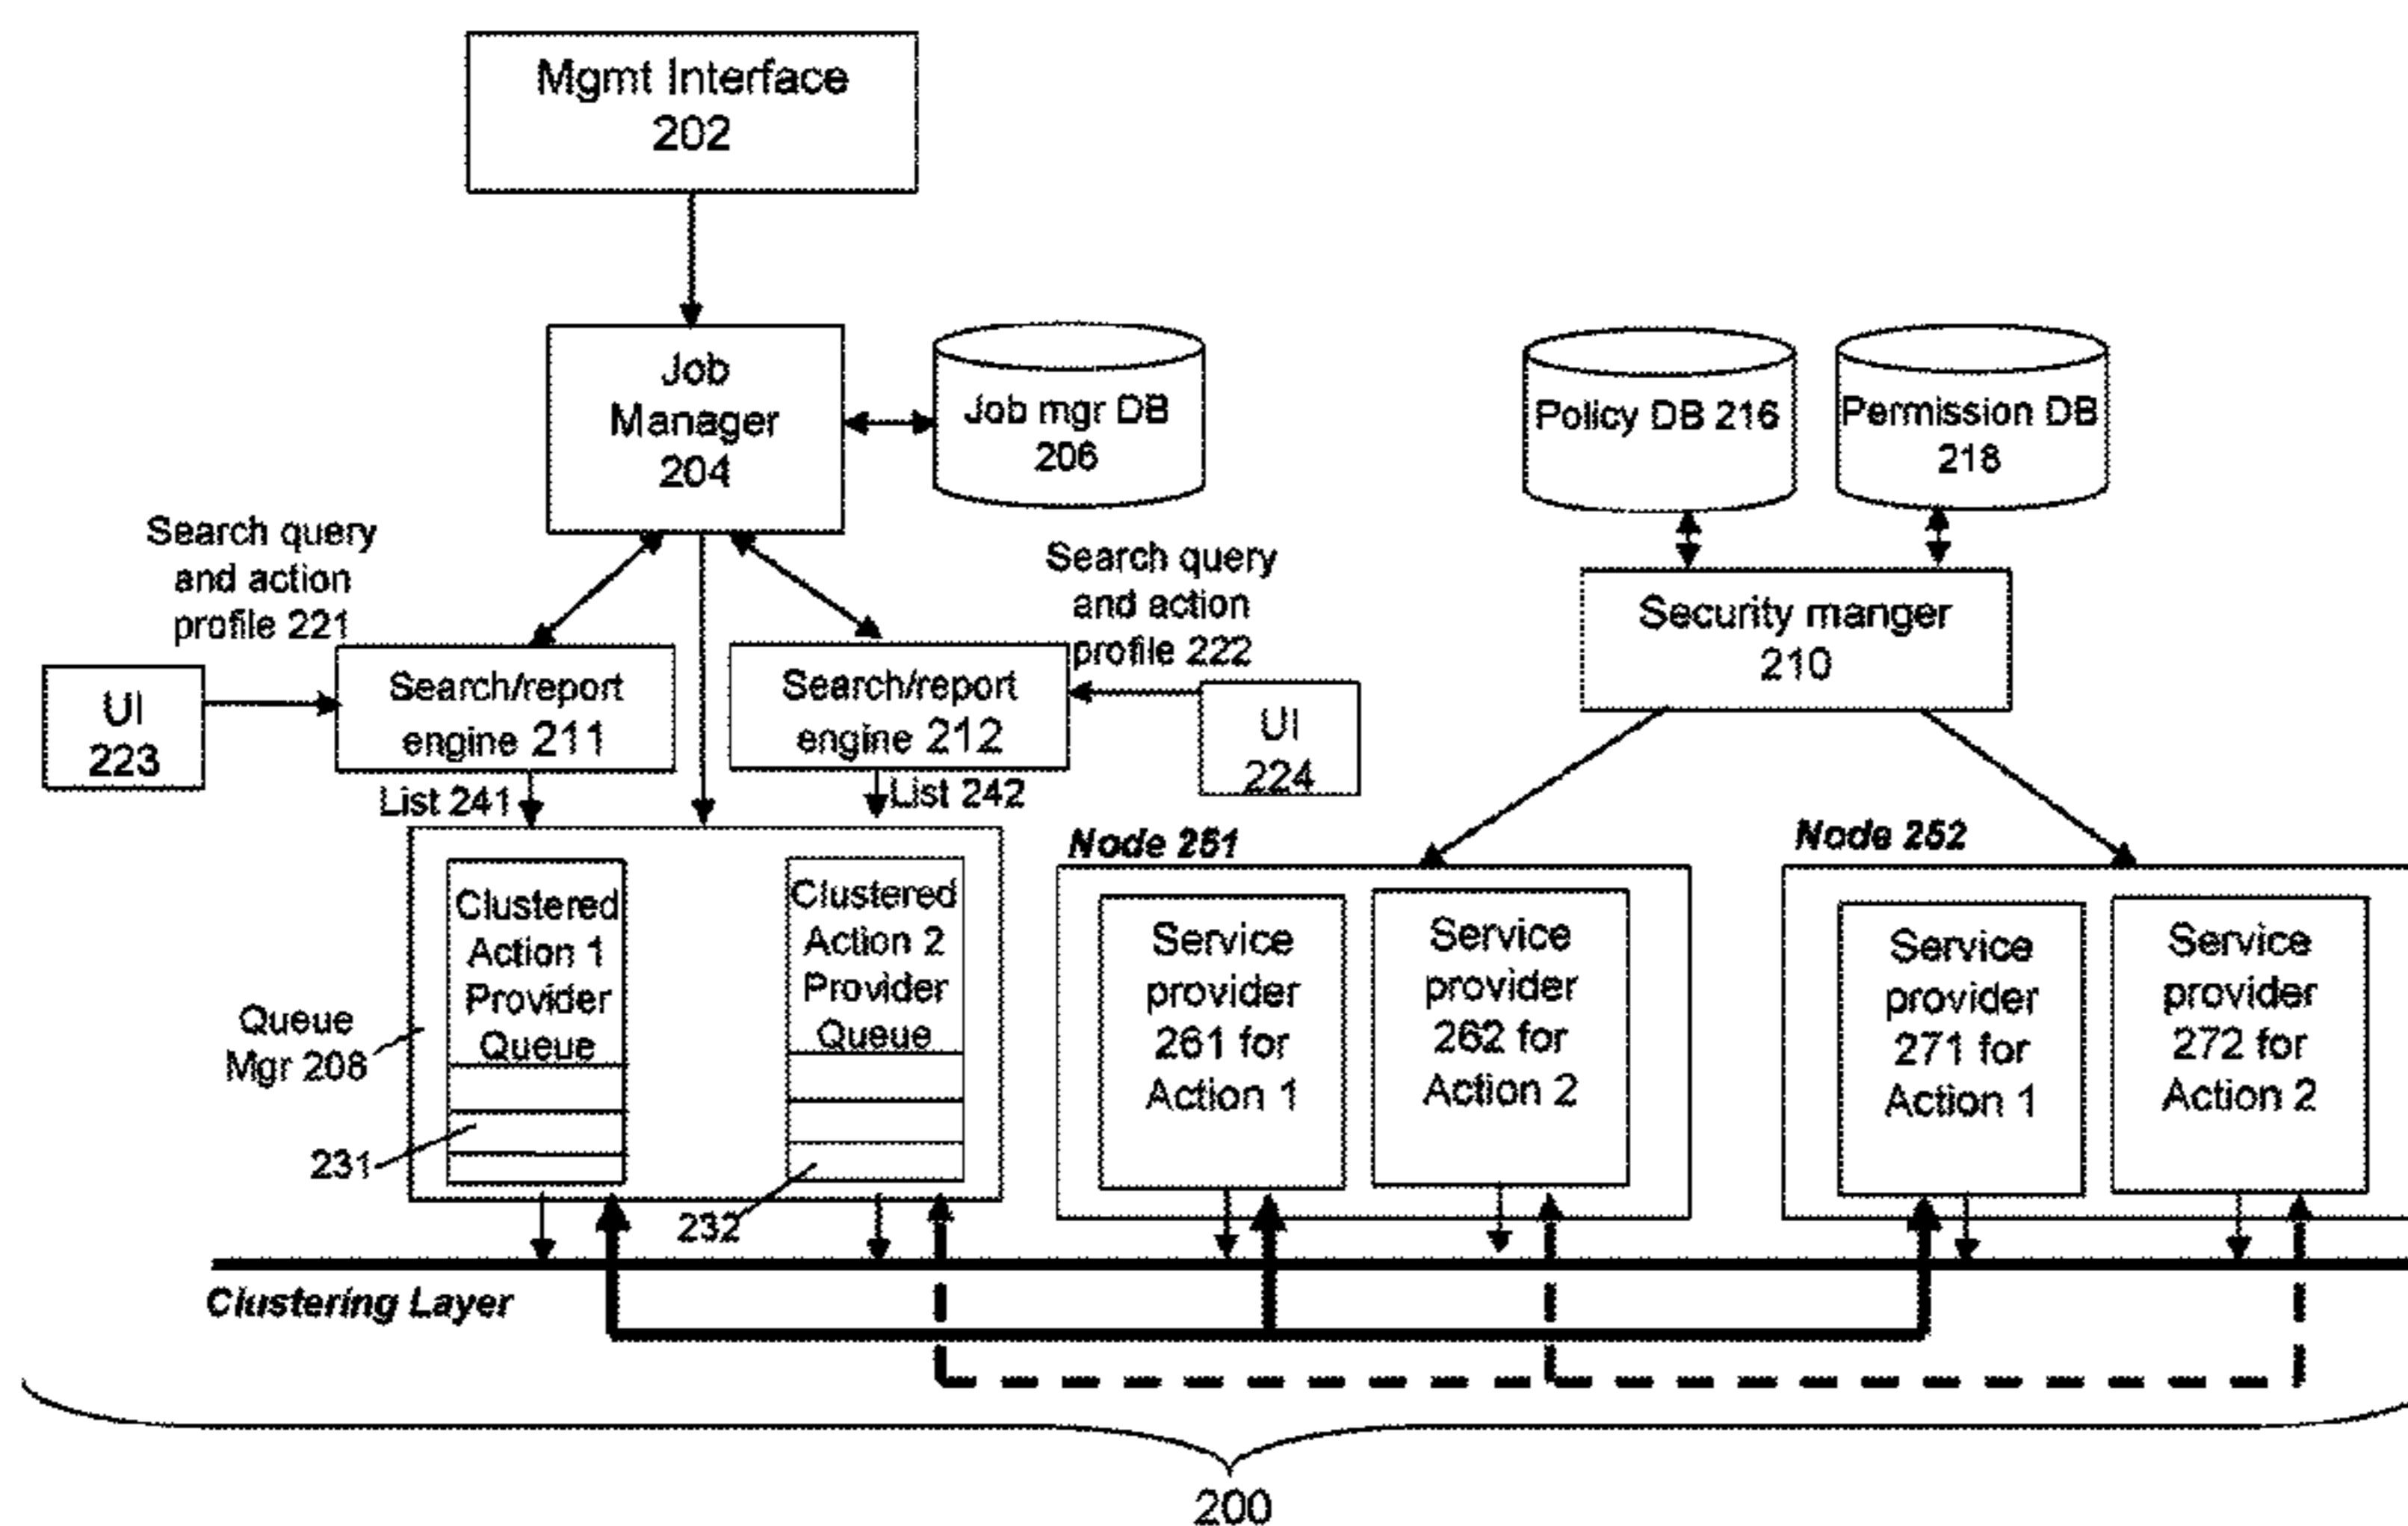 Mgmt Interface
202
Job
Manager
204
Job mgr DB
206
Policy DB 216
Permission DB
218
Search query
and action
profile 221
Search query
and action
profile 222
Security manger
210
UI
223
Search/report
engine 211
Search/report
engine 212
UI
224
List 241
List 242
Node 251
Node 252
Clustered
Action 1
Provider
Queue
Clustered
Action 2
Provider
Queue
Service
provider
261 for
Action 1
Service
provider
262 for
Action 2
Service
provider
271 for
Action 1
Service
provider
272 for
Action 2
Queue
Mgr 208
231
232
Clustering Layer
200